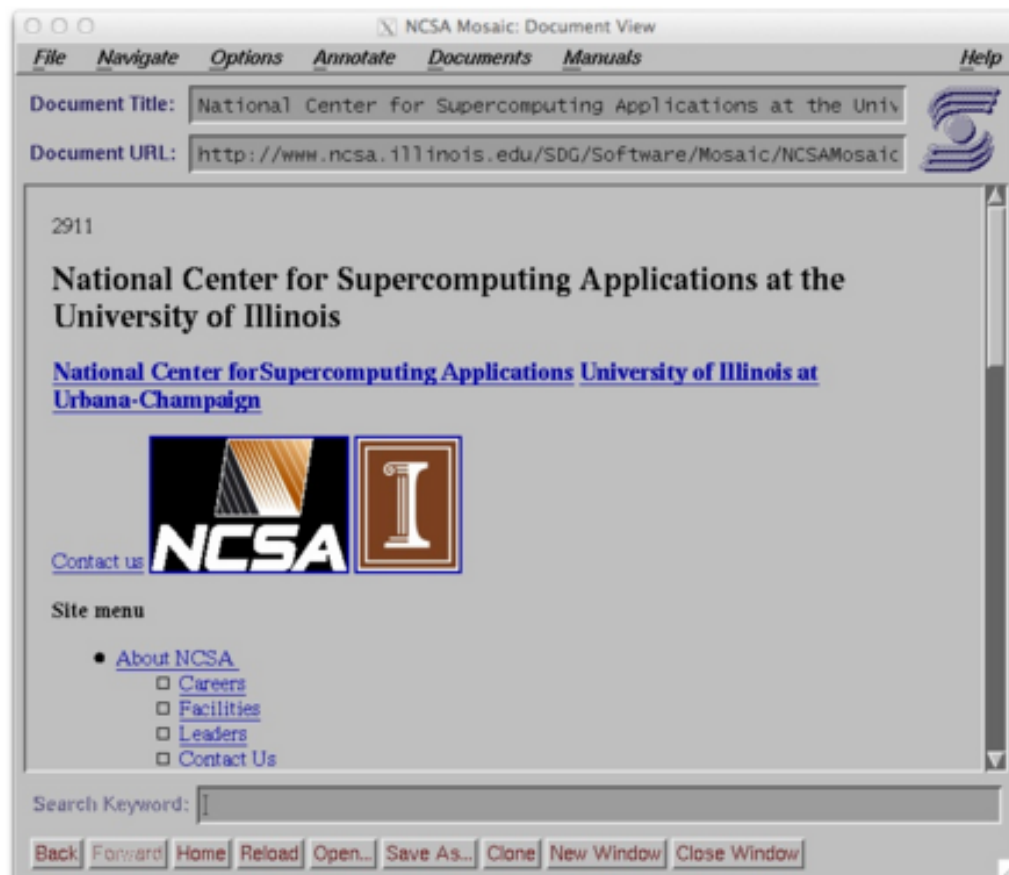 NCSA Mosaic: Document View
File Navigate Options Annotate Documents Manuals Help
Document Title: National Center for Supercomputing Applications at the Univ
Document URL: http://www.ncsa.illinois.edu/SDG/Software/Mosaic/NCSAMosaic
2911
National Center for Supercomputing Applications at the
University of Illinois
National Center forSupercomputing Applications University of Illinois at
Urbana-Champaign
NCSA I
Contact us
Site menu
About NCSA
Careers
Facilities
Leaders
Contact Us
Search Keyword:
Back Forward Home Reload Open... Save As... Clone New Window Close Window